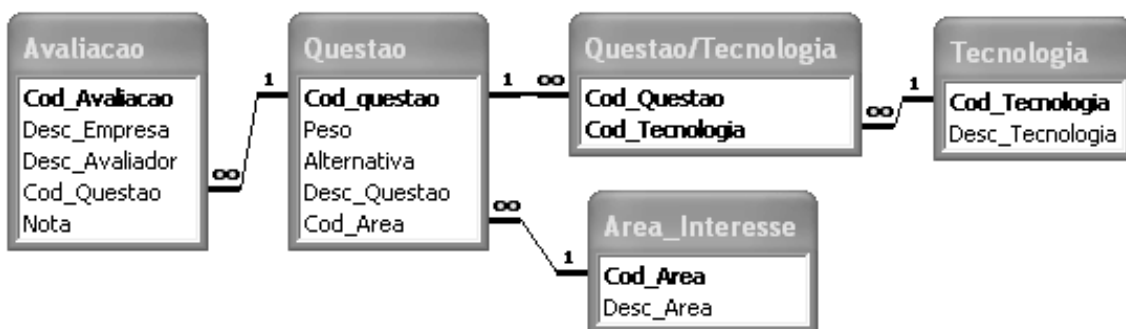 Avaliacao
Cod_Avaliacao
Desc_Empresa
Desc_Avaliador
Cod_Questao
Nota
1
∞
Questao
Cod_questao
Peso
Alternativa
Desc_Questao
Cod_Area
1
∞
∞
1
Questao/Tecnologia
Cod_Questao
Cod_Tecnologia
∞
1
Tecnologia
Cod_Tecnologia
Desc_Tecnologia
Area_Interesse
Cod_Area
Desc_Area